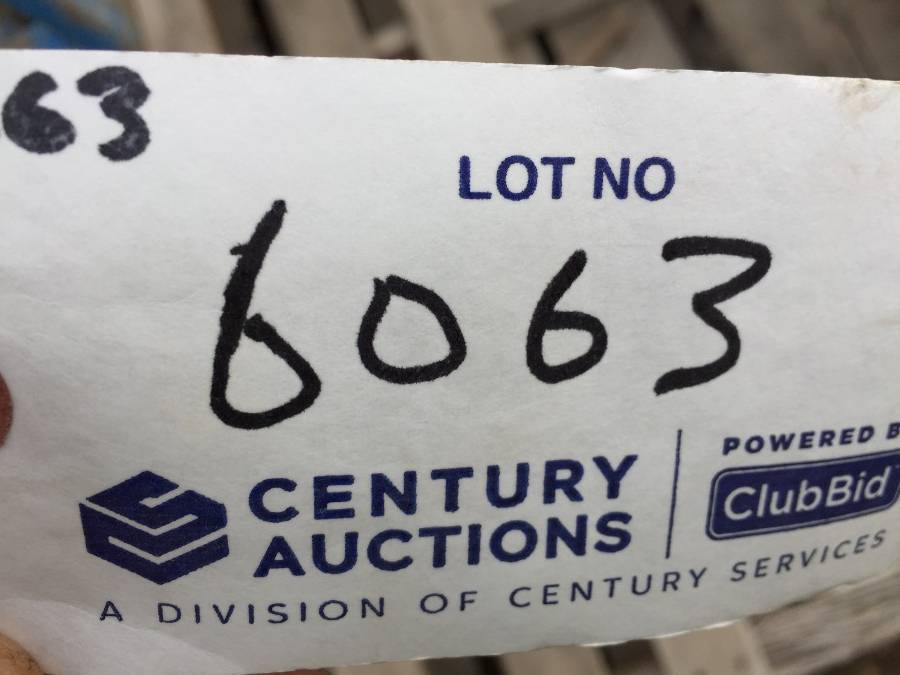 63
LOT NO
6063
CENTURY AUCTIONS
POWERED B
ClubBid
A DIVISION OF CENTURY SERVICES